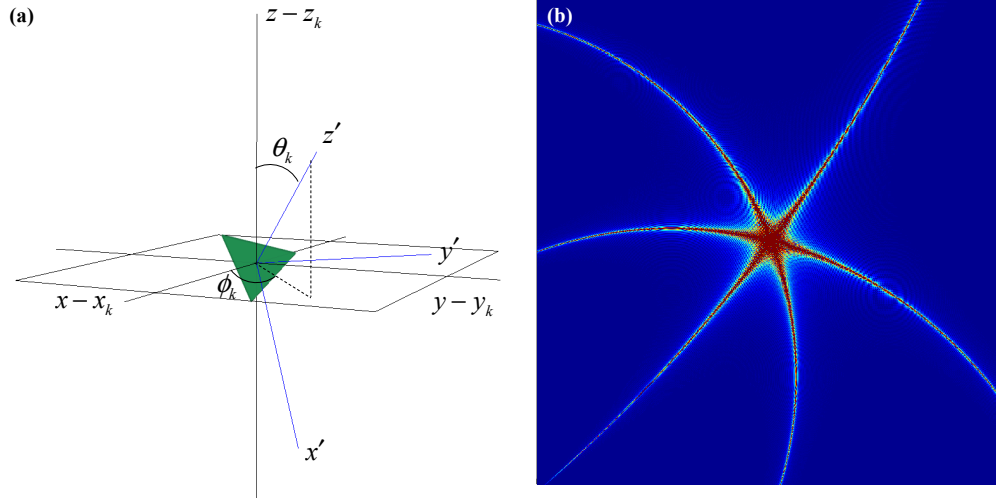 (a)
z − z_k
z′
θ_k
y′
ϕ_k
x − x_k
y − y_k
x′
(b)